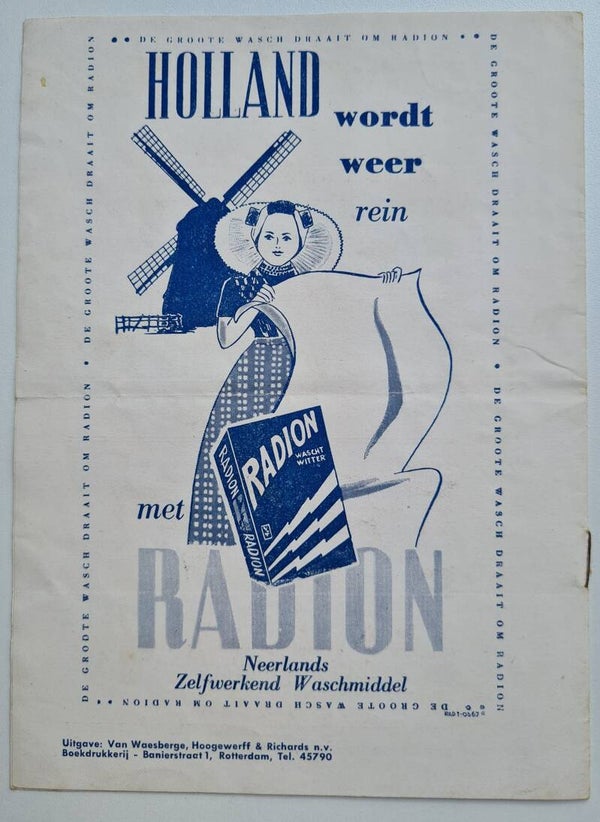 DE GROOTE WASCH DRAAIT OM RADION
HOLLAND
wordt
weer
rein
DE GROOTE WASCH DRAAIT OM RADION • DE GROOTE WASCH DRAAIT OM RADION
DE GROOTE WASCH DRAAIT OM RADION • DE GROOTE WASCH DRAAIT OM RADION
RADION
WASCHT
WITTER
RADION
RADION
met
RADION
Neerlands
Zelfwerkend Waschmiddel
DE GROOTE WASCH DRAAIT OM RADION
Uitgave: Van Waesberge, Hoogewerff & Richards n.v.
Boekdrukkerij - Banierstraat 1, Rotterdam, Tel. 45790